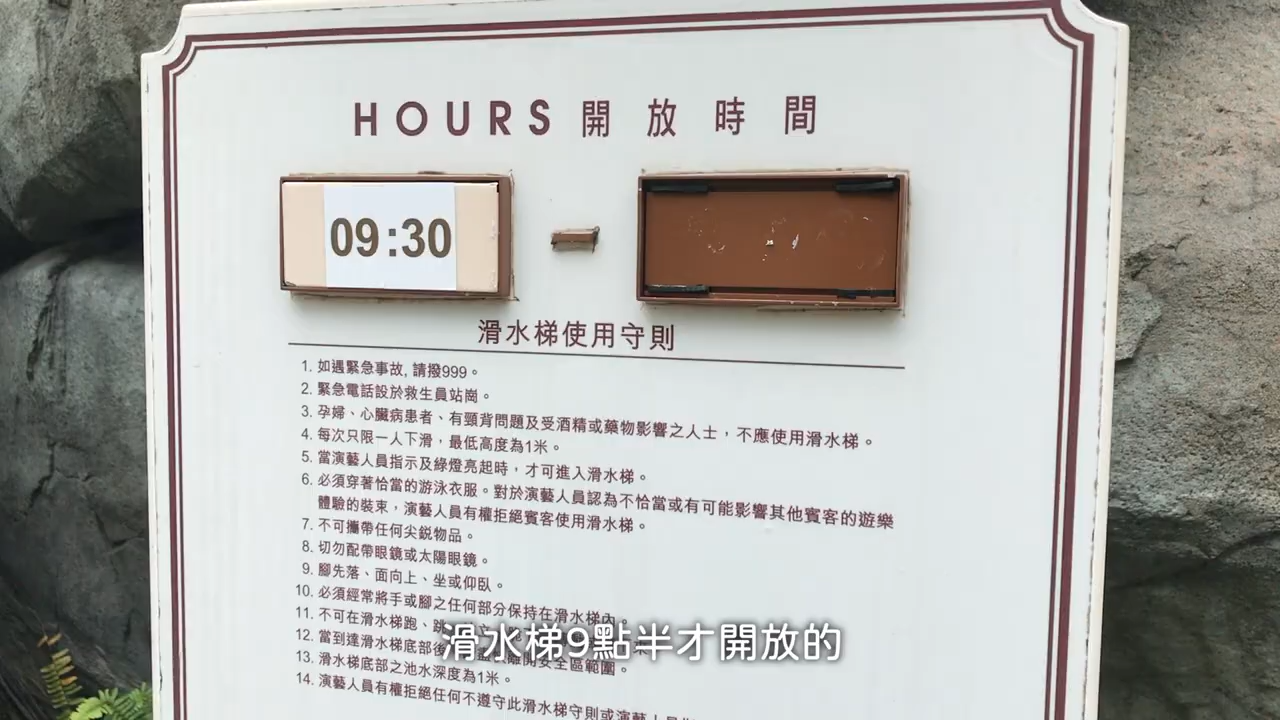 HOURS 開放時間
09:30 -
滑水梯使用守則
1. 如遇緊急事故, 請撥999。
2. 緊急電話設於救生員站崗。
3. 孕婦、心臟病患者、有頸背問題及受酒精或藥物影響之人士，不應使用滑水梯。
4. 每次只限一人下滑，最低高度為1米。
5. 當演藝人員指示及綠燈亮起時，才可進入滑水梯。
6. 必須穿著恰當的游泳衣服。對於演藝人員認為不恰當或有可能影響其他賓客的遊樂
體驗的裝束，演藝人員有權拒絕賓客使用滑水梯。
7. 不可攜帶任何尖銳物品。
8. 切勿配帶眼鏡或太陽眼鏡。
9. 腳先落、面向上、坐或仰臥。
10. 必須經常將手或腳之任何部分保持在滑水梯內。
11. 不可在滑水梯跑、跳
12. 當到達滑水梯底部後 離開安全區範圍。
13. 滑水梯底部之池水深度為1米。
14. 演藝人員有權拒絕任何不遵守此滑水梯守則或演藝人員
滑水梯9點半才開放的